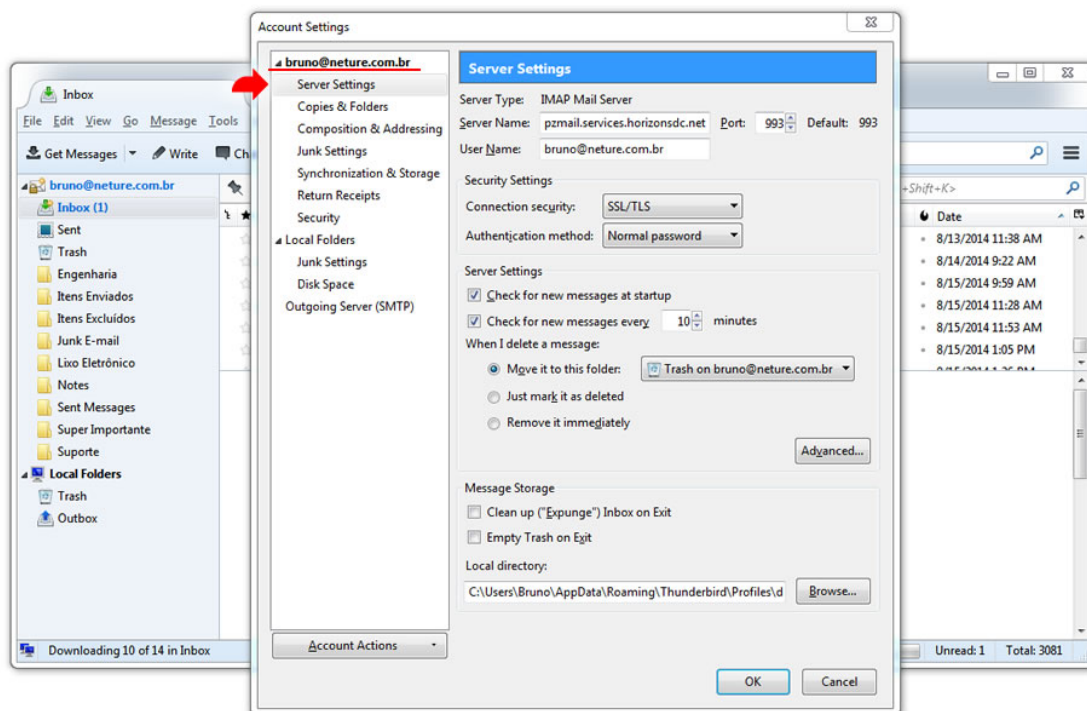 Account Settings
bruno@neture.com.br
Server Settings
Copies & Folders
Composition & Addressing
Junk Settings
Synchronization & Storage
Return Receipts
Security
Local Folders
Junk Settings
Disk Space
Outgoing Server (SMTP)
Account Actions
Server Settings
Server Type: IMAP Mail Server
Server Name: pzmail.services.horizonsdc.net Port: 993 Default: 993
User Name: bruno@neture.com.br
Security Settings
Connection security: SSL/TLS
Authentication method: Normal password
Server Settings
Check for new messages at startup
Check for new messages every 10 minutes
When I delete a message:
Move it to this folder: Trash on bruno@neture.com.br
Just mark it as deleted
Remove it immediately
Advanced...
Message Storage
Clean up ("Expunge") Inbox on Exit
Empty Trash on Exit
Local directory:
C:\Users\Bruno\AppData\Roaming\Thunderbird\Profiles\d Browse...
OK Cancel
Inbox
File Edit View Go Message Tools
Get Messages Write Ch
bruno@neture.com.br
Inbox (1)
Sent
Trash
Engenharia
Itens Enviados
Itens Excluídos
Junk E-mail
Lixo Eletrônico
Notes
Sent Messages
Super Importante
Suporte
Local Folders
Trash
Outbox
Downloading 10 of 14 in Inbox
+Shift+K>
Date
8/13/2014 11:38 AM
8/14/2014 9:22 AM
8/15/2014 9:59 AM
8/15/2014 11:28 AM
8/15/2014 11:53 AM
8/15/2014 1:05 PM
Unread: 1 Total: 3081